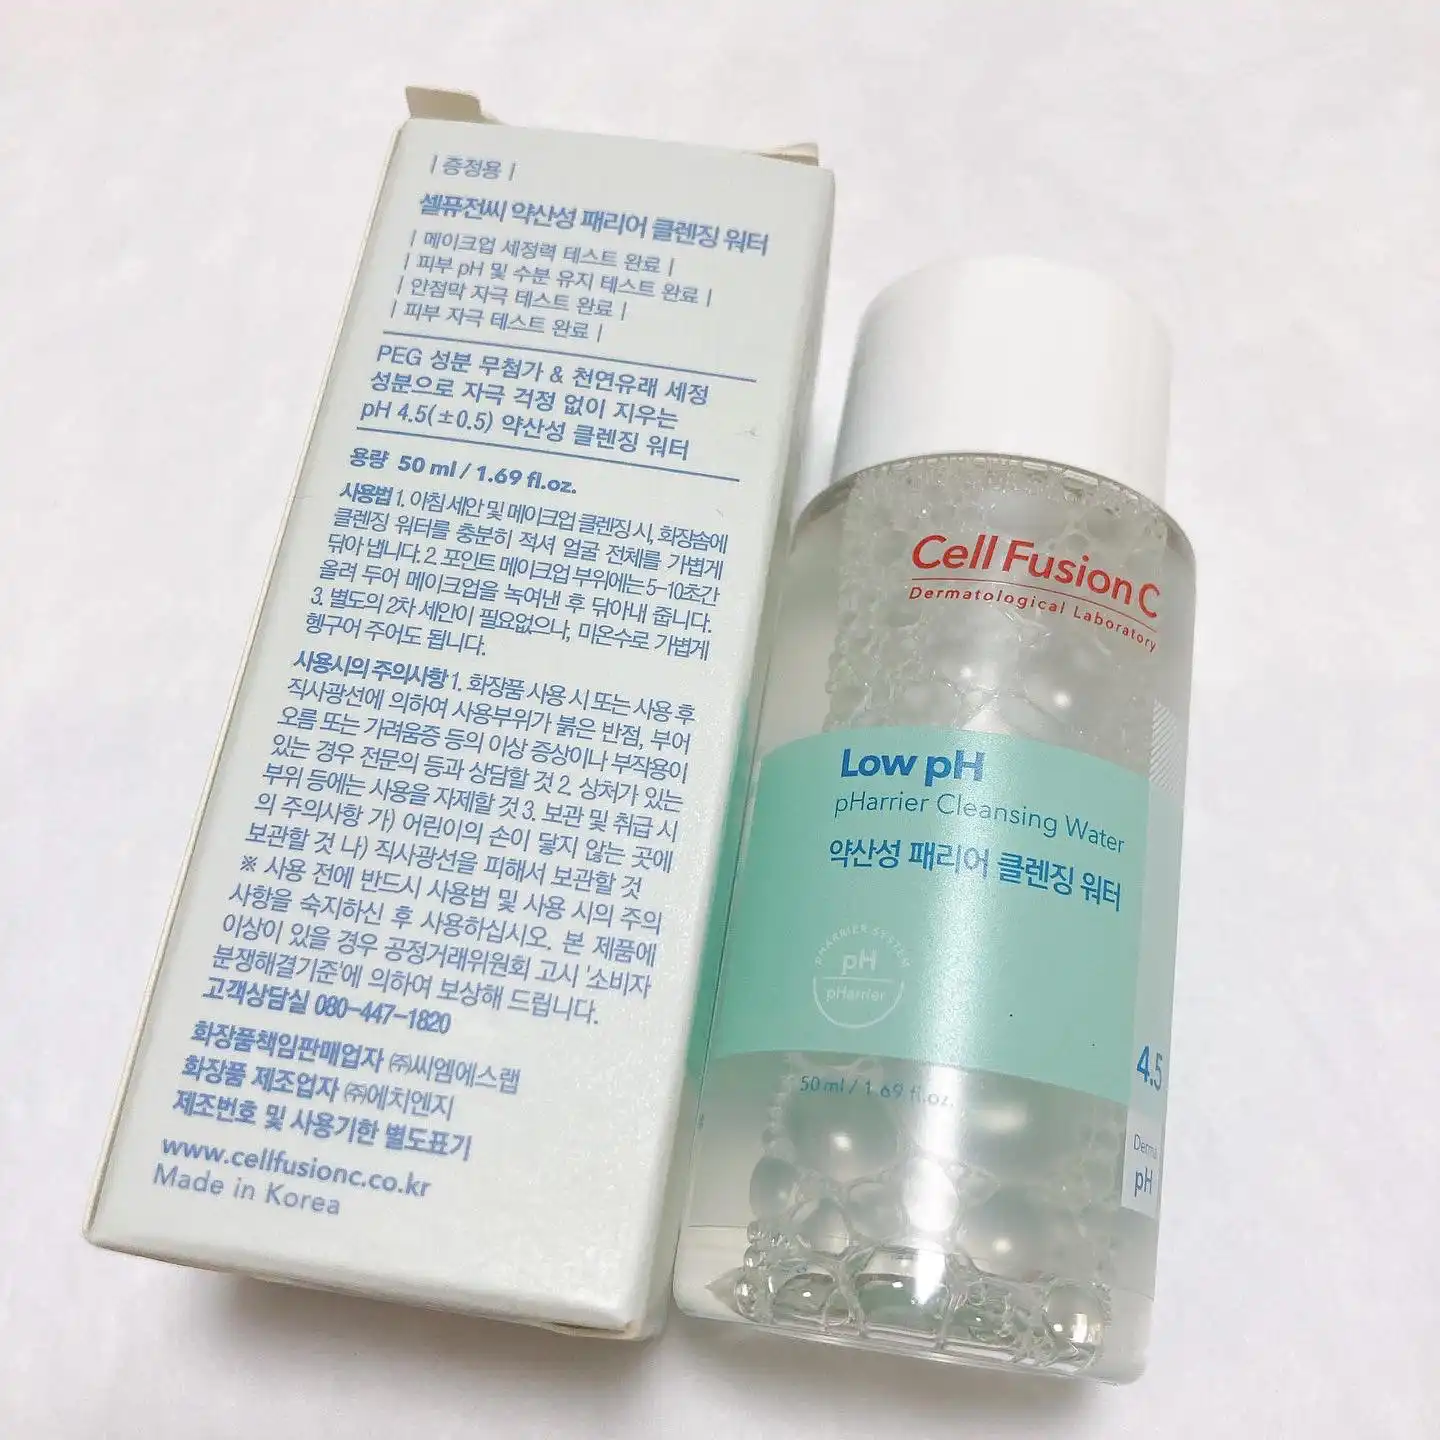 | 증정용 |
셀퓨전씨 약산성 패리어 클렌징 워터
| 메이크업 세정력 테스트 완료 |
| 피부 pH 및 수분 유지 테스트 완료 |
| 안점막 자극 테스트 완료 |
| 피부 자극 테스트 완료 |
PEG 성분 무첨가 & 천연유래 세정
성분으로 자극 걱정 없이 지우는
pH 4.5(±0.5) 약산성 클렌징 워터
용량 50 ml / 1.69 fl.oz.
사용법 1. 아침 세안 및 메이크업 클렌징 시, 화장솜에
클렌징 워터를 충분히 적셔 얼굴 전체를 가볍게
닦아 냅니다. 2. 포인트 메이크업 부위에는 5-10초간
올려 두어 메이크업을 녹여낸 후 닦아내 줍니다.
3. 별도의 2차 세안이 필요없으나, 미온수로 가볍게
헹구어 주어도 됩니다.
사용시의 주의사항 1. 화장품 사용 시 또는 사용 후
직사광선에 의하여 사용부위가 붉은 반점, 부어
오름 또는 가려움증 등의 이상 증상이나 부작용이
있는 경우 전문의 등과 상담할 것 2. 상처가 있는
부위 등에는 사용을 자제할 것 3. 보관 및 취급 시
의 주의사항 가) 어린이의 손이 닿지 않는 곳에
보관할 것 나) 직사광선을 피해서 보관할 것
※ 사용 전에 반드시 사용법 및 사용 시의 주의
사항을 숙지하신 후 사용하십시오. 본 제품에
이상이 있을 경우 공정거래위원회 고시 '소비자
분쟁해결기준'에 의하여 보상해 드립니다.
고객상담실 080-447-1820
화장품책임판매업자 ㈜씨엠에스랩
화장품 제조업자 ㈜에치엔지
제조번호 및 사용기한 별도표기
www.cellfusionc.co.kr
Made in Korea
Cell Fusion C
Dermatological Laboratory
Low pH
pHarrier Cleansing Water
약산성 패리어 클렌징 워터
PHARRIER SYSTEM
pH
pHarrier
50 ml / 1.69 fl.oz.
4.5
Derma
pH